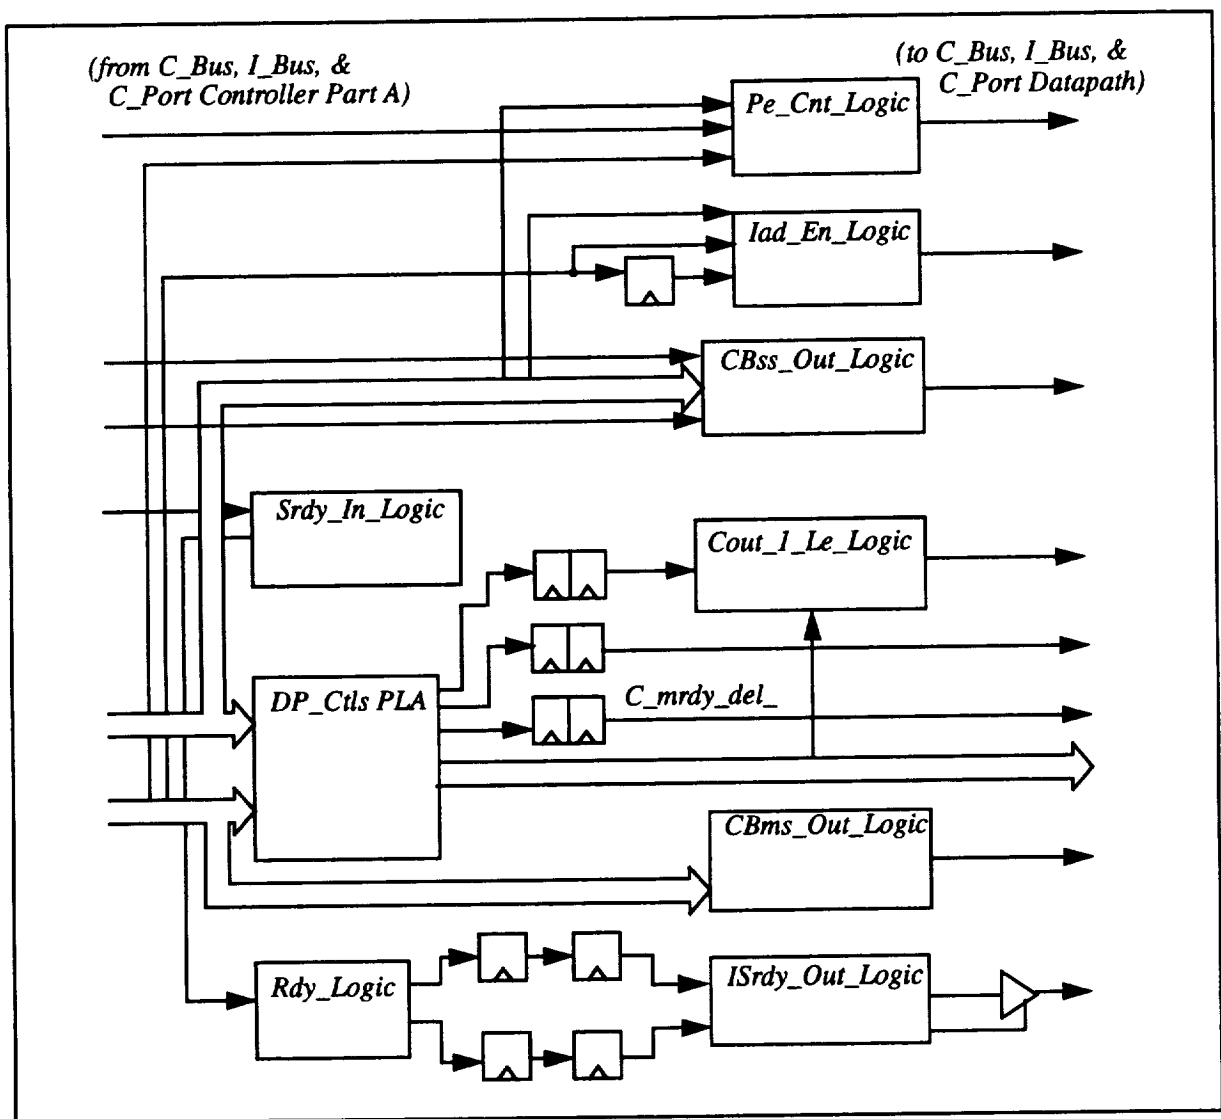 (from C_Bus, I_Bus, &
C_Port Controller Part A)
(to C_Bus, I_Bus, &
C_Port Datapath)
Pe_Cnt_Logic
Iad_En_Logic
CBss_Out_Logic
Srdy_In_Logic
Cout_1_Le_Logic
DP_Ctls PLA
C_mrdy_del_
CBms_Out_Logic
Rdy_Logic
ISrdy_Out_Logic